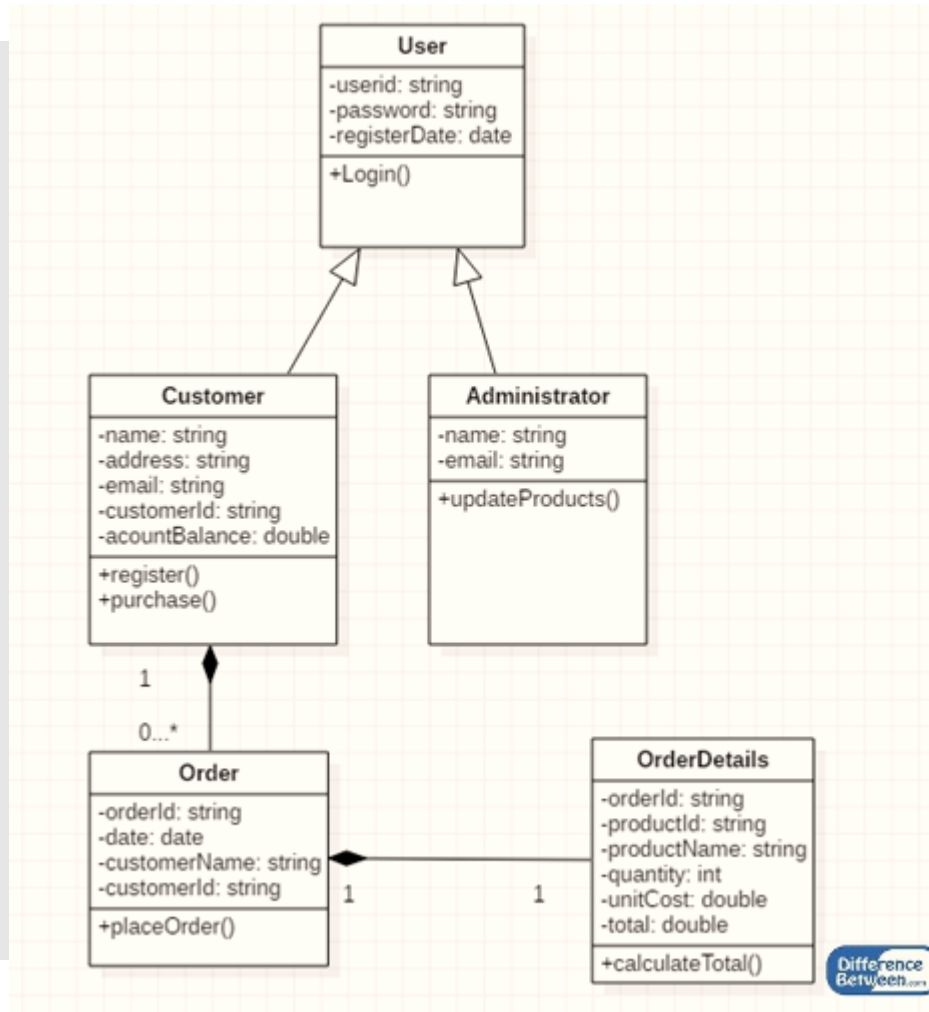 User
-userid: string
-password: string
-registerDate: date
+Login()
Customer
-name: string
-address: string
-email: string
-customerId: string
-acountBalance: double
+register()
+purchase()
Administrator
-name: string
-email: string
+updateProducts()
1
0...*
Order
-orderId: string
-date: date
-customerName: string
-customerId: string
+placeOrder()
1
1
OrderDetails
-orderId: string
-productId: string
-productName: string
-quantity: int
-unitCost: double
-total: double
+calculateTotal()
Difference
Between.com